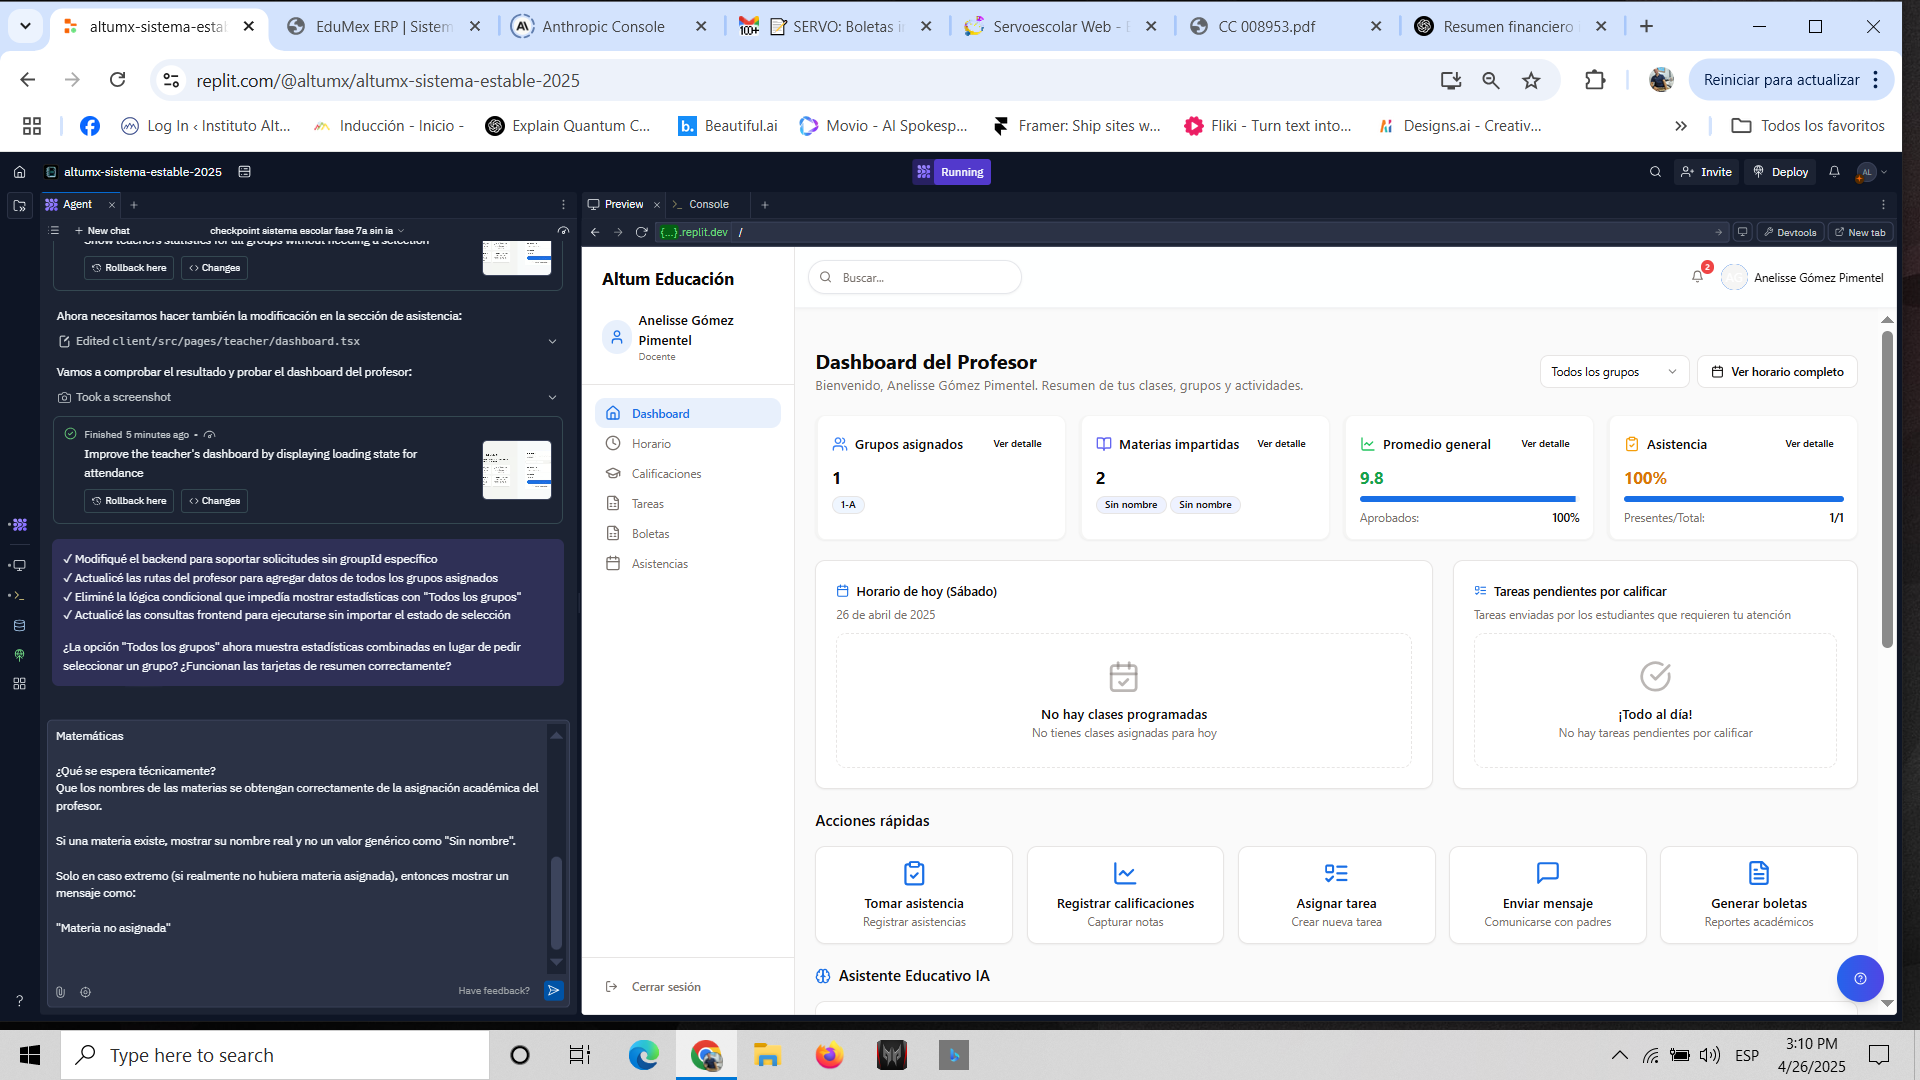 altumx-sistema-esta
EduMex ERP | Sistem
Anthropic Console
SERVO: Boletas i
Servoescolar Web -
CC 008953.pdf
Resumen financiero
replit.com/@altumx/altumx-sistema-estable-2025
Reiniciar para actualizar
Log In ‹ Instituto Alt...
Inducción - Inicio -
Explain Quantum C...
Beautiful.ai
Movio - AI Spokesp...
Framer: Ship sites w...
Fliki - Turn text into...
Designs.ai - Creativ...
Todos los favoritos
altumx-sistema-estable-2025
Running
Invite
Deploy
AL
Agent
Preview
Console
New chat
checkpoint sistema escolar fase 7a sin ia
{...}.replit.dev /
Devtools
New tab
Show teachers statistics for all groups without needing a selection
Rollback here
Changes
Ahora necesitamos hacer también la modificación en la sección de asistencia:
Edited client/src/pages/teacher/dashboard.tsx
Vamos a comprobar el resultado y probar el dashboard del profesor:
Took a screenshot
Finished 5 minutes ago •
Improve the teacher's dashboard by displaying loading state for
attendance
Rollback here
Changes
✓ Modifiqué el backend para soportar solicitudes sin groupId específico
✓ Actualicé las rutas del profesor para agregar datos de todos los grupos asignados
✓ Eliminé la lógica condicional que impedía mostrar estadísticas con "Todos los grupos"
✓ Actualicé las consultas frontend para ejecutarse sin importar el estado de selección
¿La opción "Todos los grupos" ahora muestra estadísticas combinadas en lugar de pedir
seleccionar un grupo? ¿Funcionan las tarjetas de resumen correctamente?
Matemáticas
¿Qué se espera técnicamente?
Que los nombres de las materias se obtengan correctamente de la asignación académica del
profesor.
Si una materia existe, mostrar su nombre real y no un valor genérico como "Sin nombre".
Solo en caso extremo (si realmente no hubiera materia asignada), entonces mostrar un
mensaje como:
"Materia no asignada"
Have feedback?
?
Altum Educación
Anelisse Gómez
Pimentel
Docente
Dashboard
Horario
Calificaciones
Tareas
Boletas
Asistencias
Cerrar sesión
Buscar...
2
Anelisse Gómez Pimentel
Dashboard del Profesor
Bienvenido, Anelisse Gómez Pimentel. Resumen de tus clases, grupos y actividades.
Todos los grupos
Ver horario completo
Grupos asignados
Ver detalle
1
1-A
Materias impartidas
Ver detalle
2
Sin nombre
Sin nombre
Promedio general
Ver detalle
9.8
Aprobados:
100%
Asistencia
Ver detalle
100%
Presentes/Total:
1/1
Horario de hoy (Sábado)
26 de abril de 2025
No hay clases programadas
No tienes clases asignadas para hoy
Tareas pendientes por calificar
Tareas enviadas por los estudiantes que requieren tu atención
¡Todo al día!
No hay tareas pendientes por calificar
Acciones rápidas
Tomar asistencia
Registrar asistencias
Registrar calificaciones
Capturar notas
Asignar tarea
Crear nueva tarea
Enviar mensaje
Comunicarse con padres
Generar boletas
Reportes académicos
Asistente Educativo IA
Type here to search
ESP
3:10 PM
4/26/2025